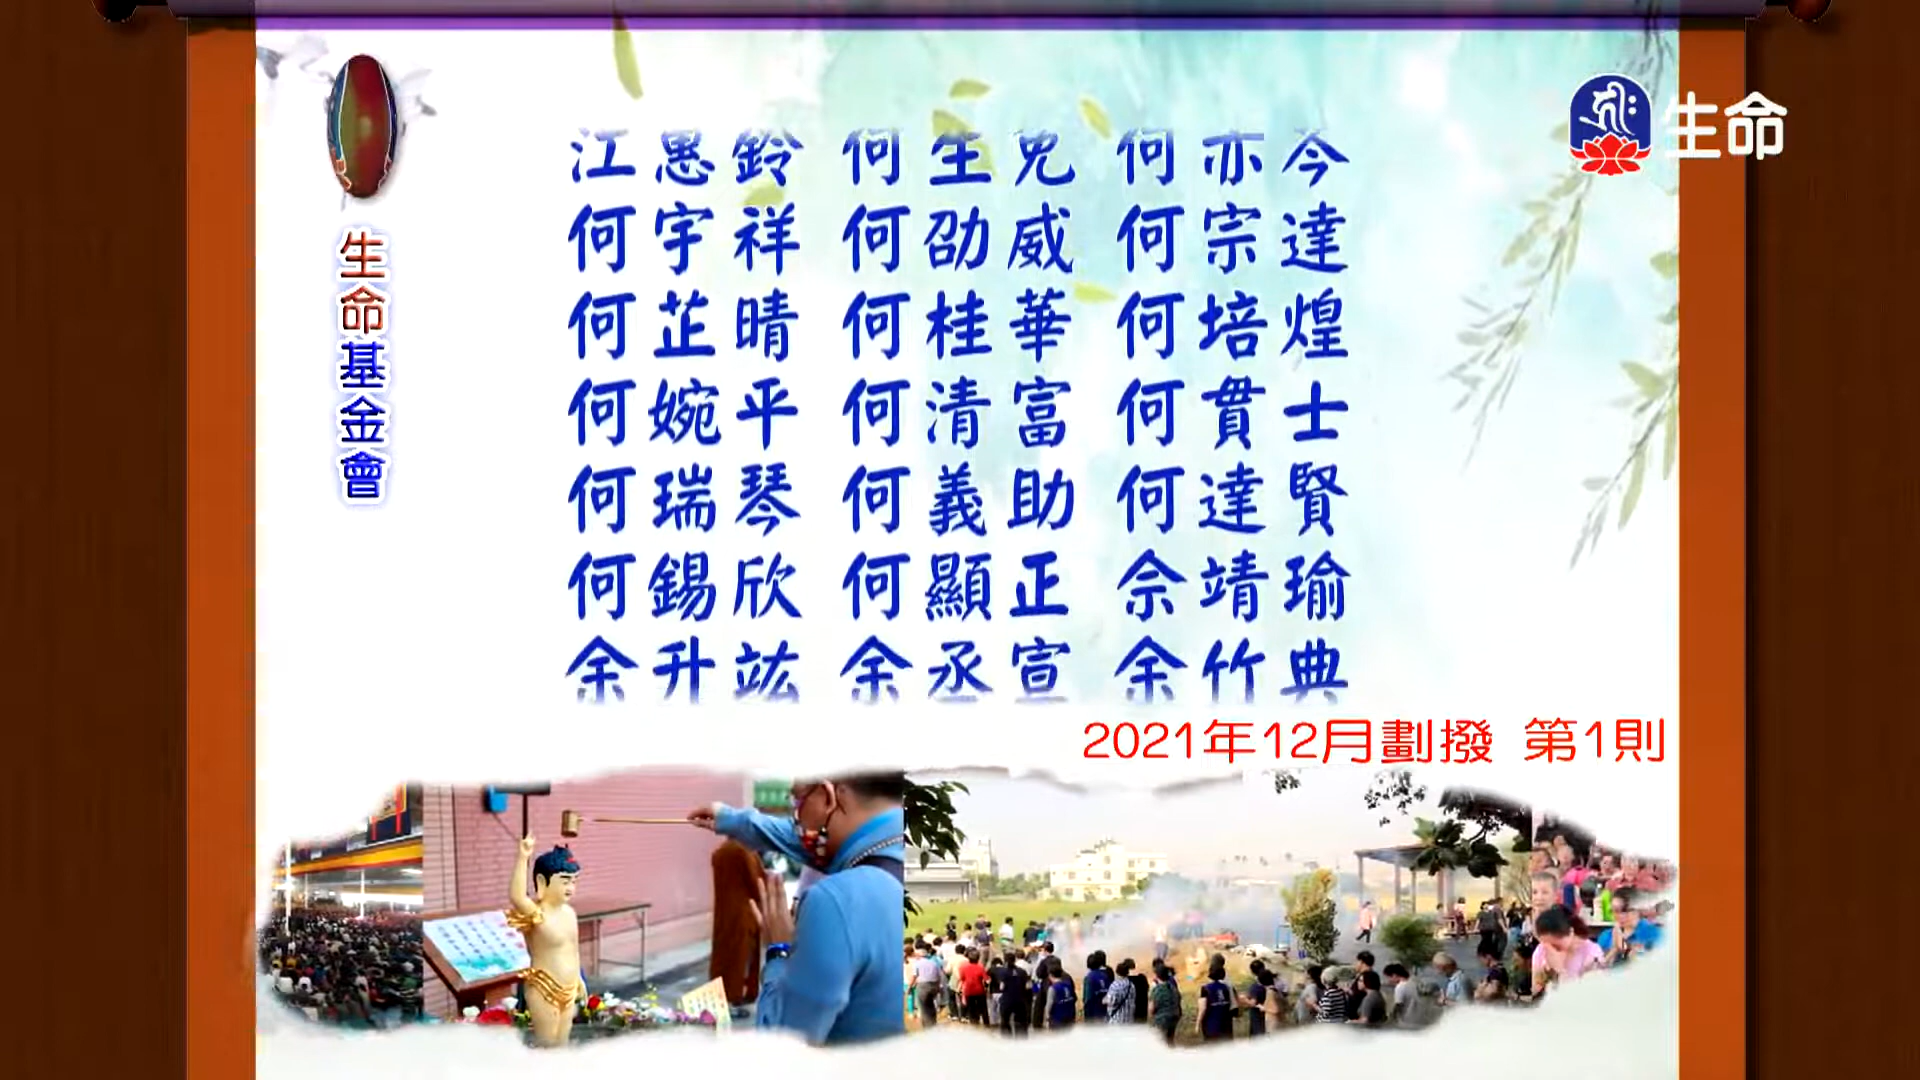 生命
生命基金會
江惠鈴 何生兔 何亦今
何宇祥 何劭威 何宗達
何芷晴 何桂華 何培煌
何婉平 何清富 何貫士
何瑞琴 何義助 何達賢
何錫欣 何顯正 佘靖瑜
余升竑 余丞宣 余竹典
2021年12月劃撥 第1則